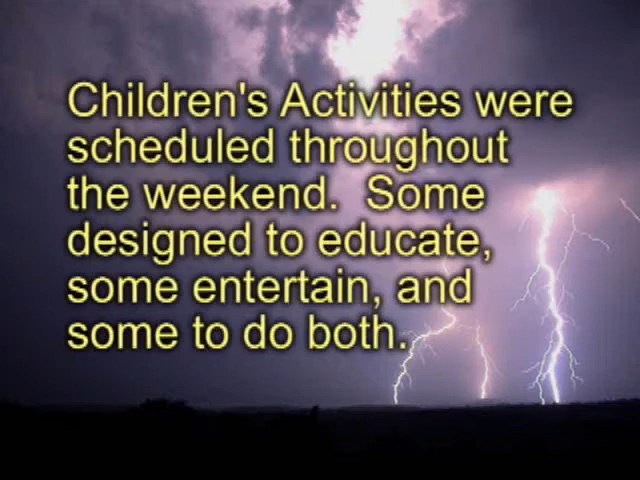 Children's Activities were
scheduled throughout
the weekend.  Some
designed to educate,
some entertain, and
some to do both.